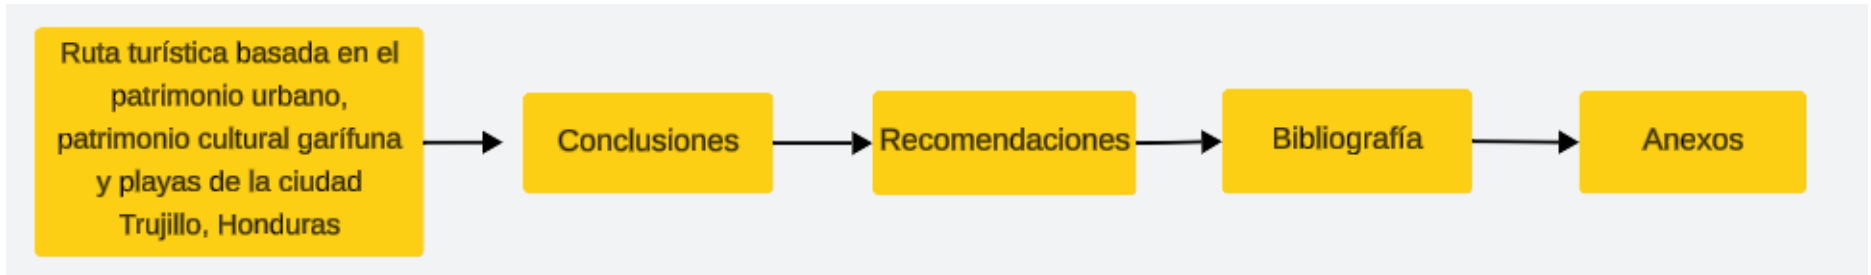 Ruta turística basada en el
patrimonio urbano,
patrimonio cultural garífuna
y playas de la ciudad
Trujillo, Honduras
Conclusiones
Recomendaciones
Bibliografía
Anexos